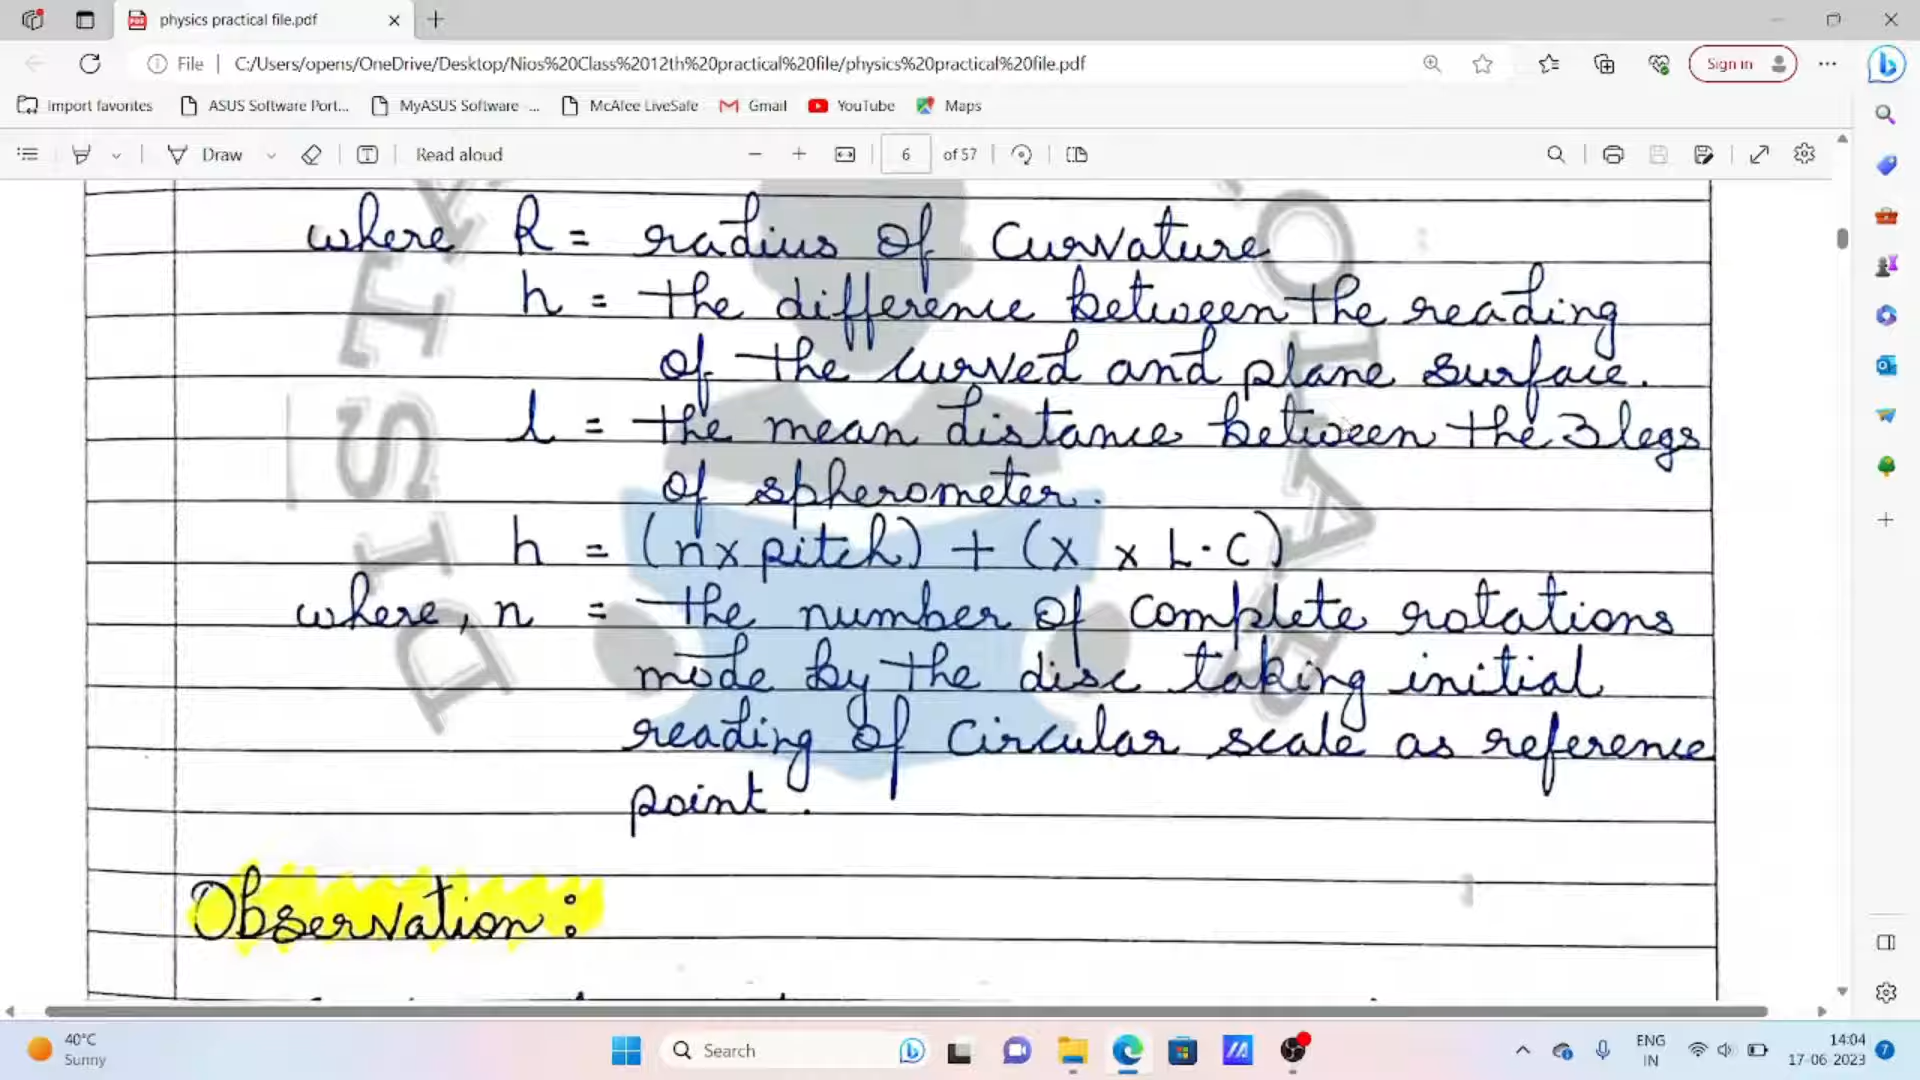 physics practical file.pdf
File
C:/Users/opens/OneDrive/Desktop/Nios%20Class%2012th%20practical%20file/physics%20practical%20file.pdf
Sign in
Import favorites
ASUS Software Port...
MyASUS Software ...
McAfee LiveSafe
Gmail
YouTube
Maps
Draw
Read aloud
6 of 57
where R = radius of Curvature
h = the difference between the reading
of the curved and plane surface.
l = the mean distance between the 3 legs
of spherometer.
h = (n x pitch) + (x x L.C)
where, n = the number of complete rotations
made by the disc taking initial
reading of circular scale as reference
point.
Observation :
40°C
Sunny
Search
ENG
IN
14:04
17-06-2023
7